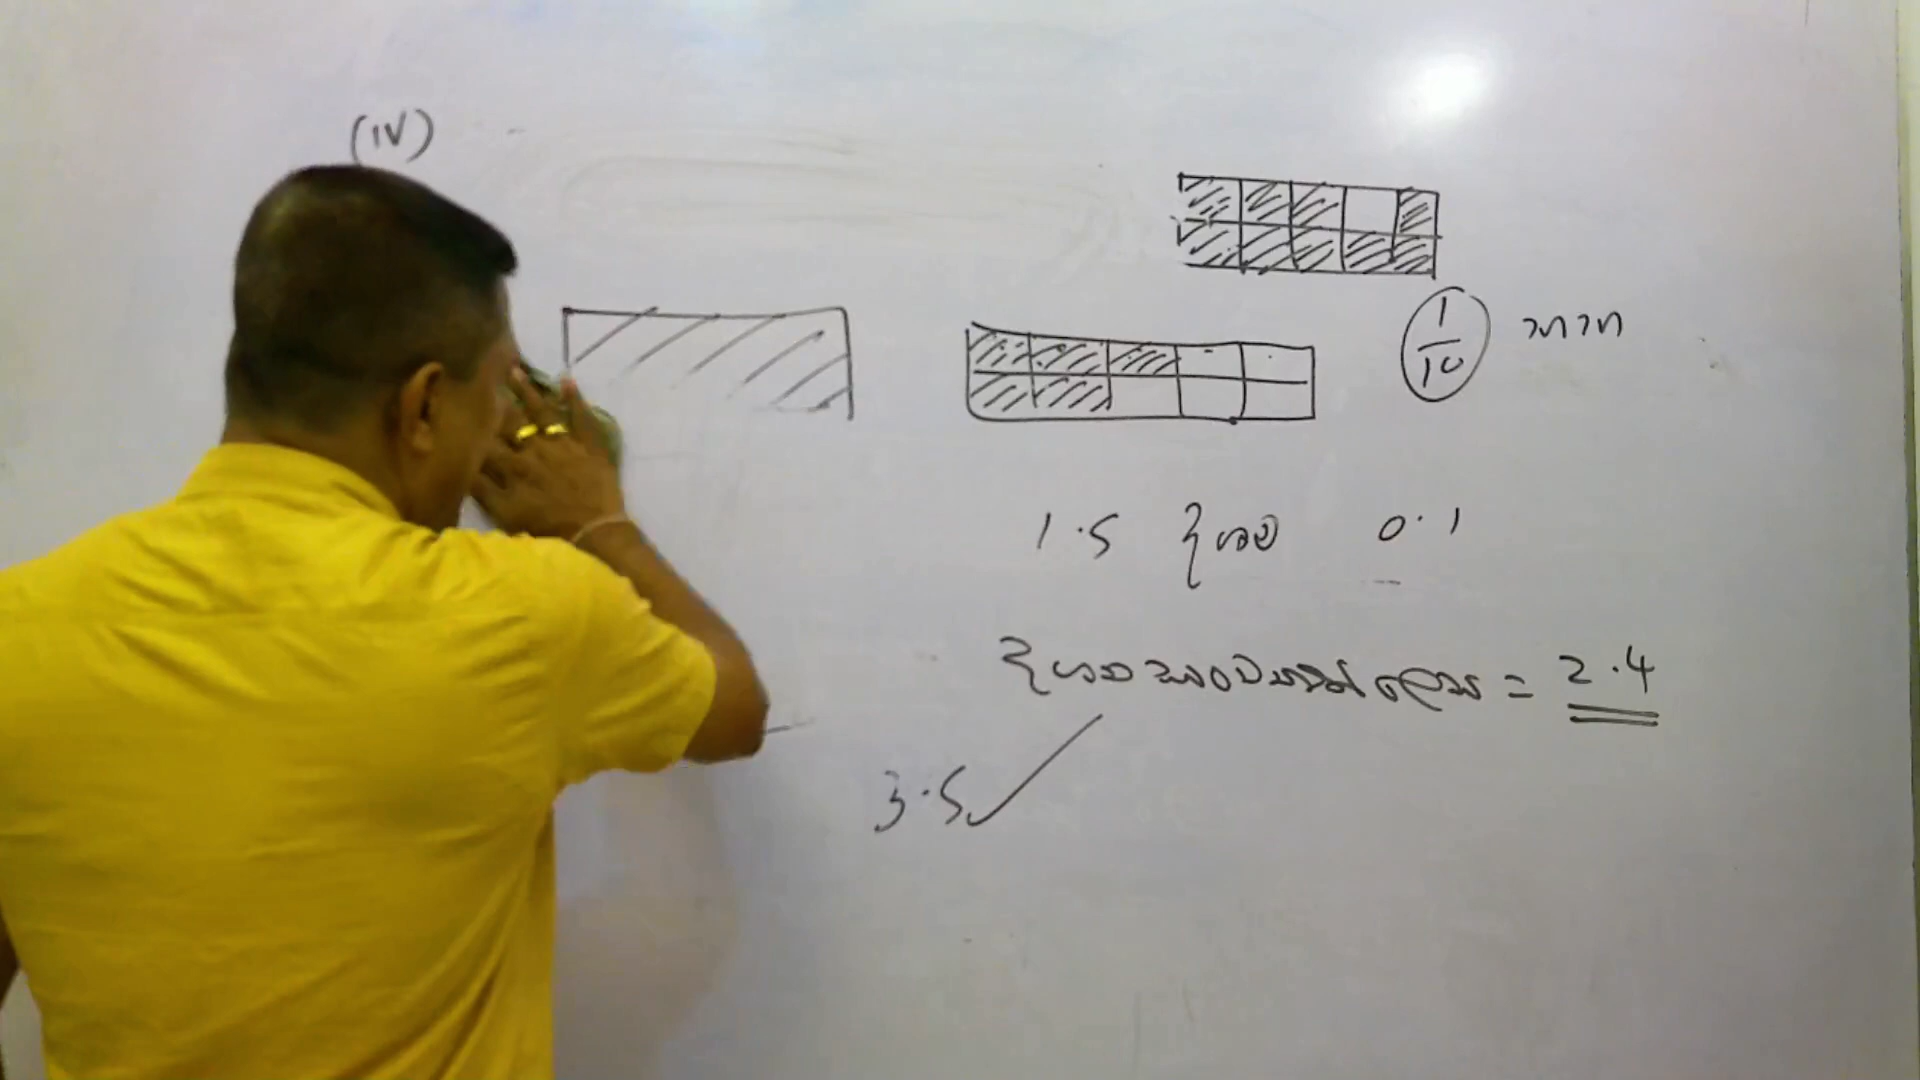 (iv)
1/10
1.5 දශම 0.1
දශම සංඛ්‍යාත්මක ලෙස = 2.4
3.5 ✓